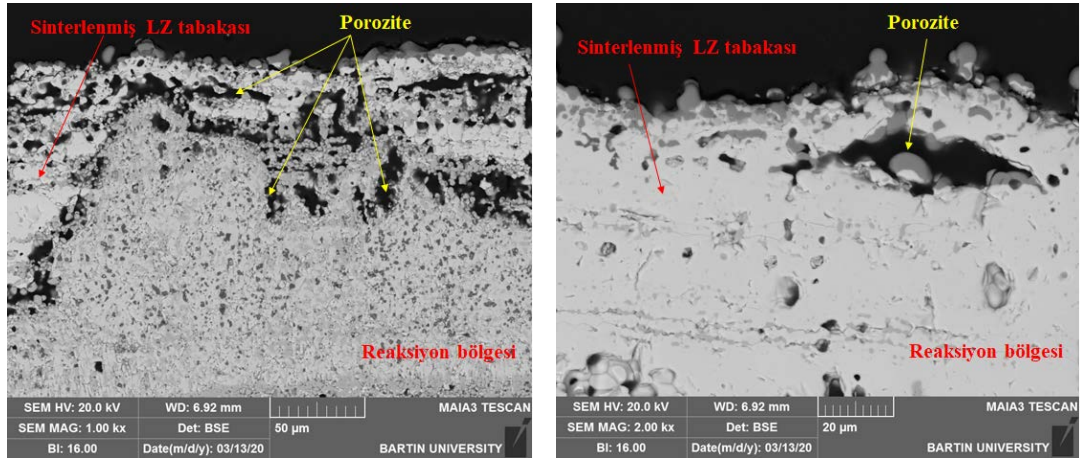 Sinterlenmiş LZ tabakası
Porozite
Reaksiyon bölgesi
SEM HV: 20.0 kV
WD: 6.92 mm
MAIA3 TESCAN
SEM MAG: 1.00 kx
Det: BSE
50 µm
BI: 16.00
Date(m/d/y): 03/13/20
BARTIN UNIVERSITY
Sinterlenmiş LZ tabakası
Porozite
Reaksiyon bölgesi
SEM HV: 20.0 kV
WD: 6.92 mm
MAIA3 TESCAN
SEM MAG: 2.00 kx
Det: BSE
20 µm
BI: 16.00
Date(m/d/y): 03/13/20
BARTIN UNIVERSITY